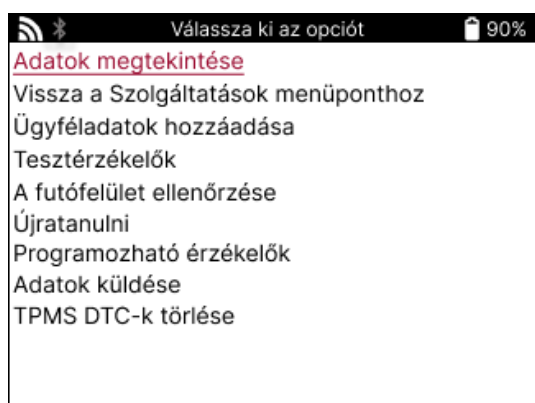 Válassza ki az opciót 90%
Adatok megtekintése
Vissza a Szolgáltatások menüponthoz
Ügyféladatok hozzáadása
Tesztérzékelők
A futófelület ellenőrzése
Újratanulni
Programozható érzékelők
Adatok küldése
TPMS DTC-k törlése